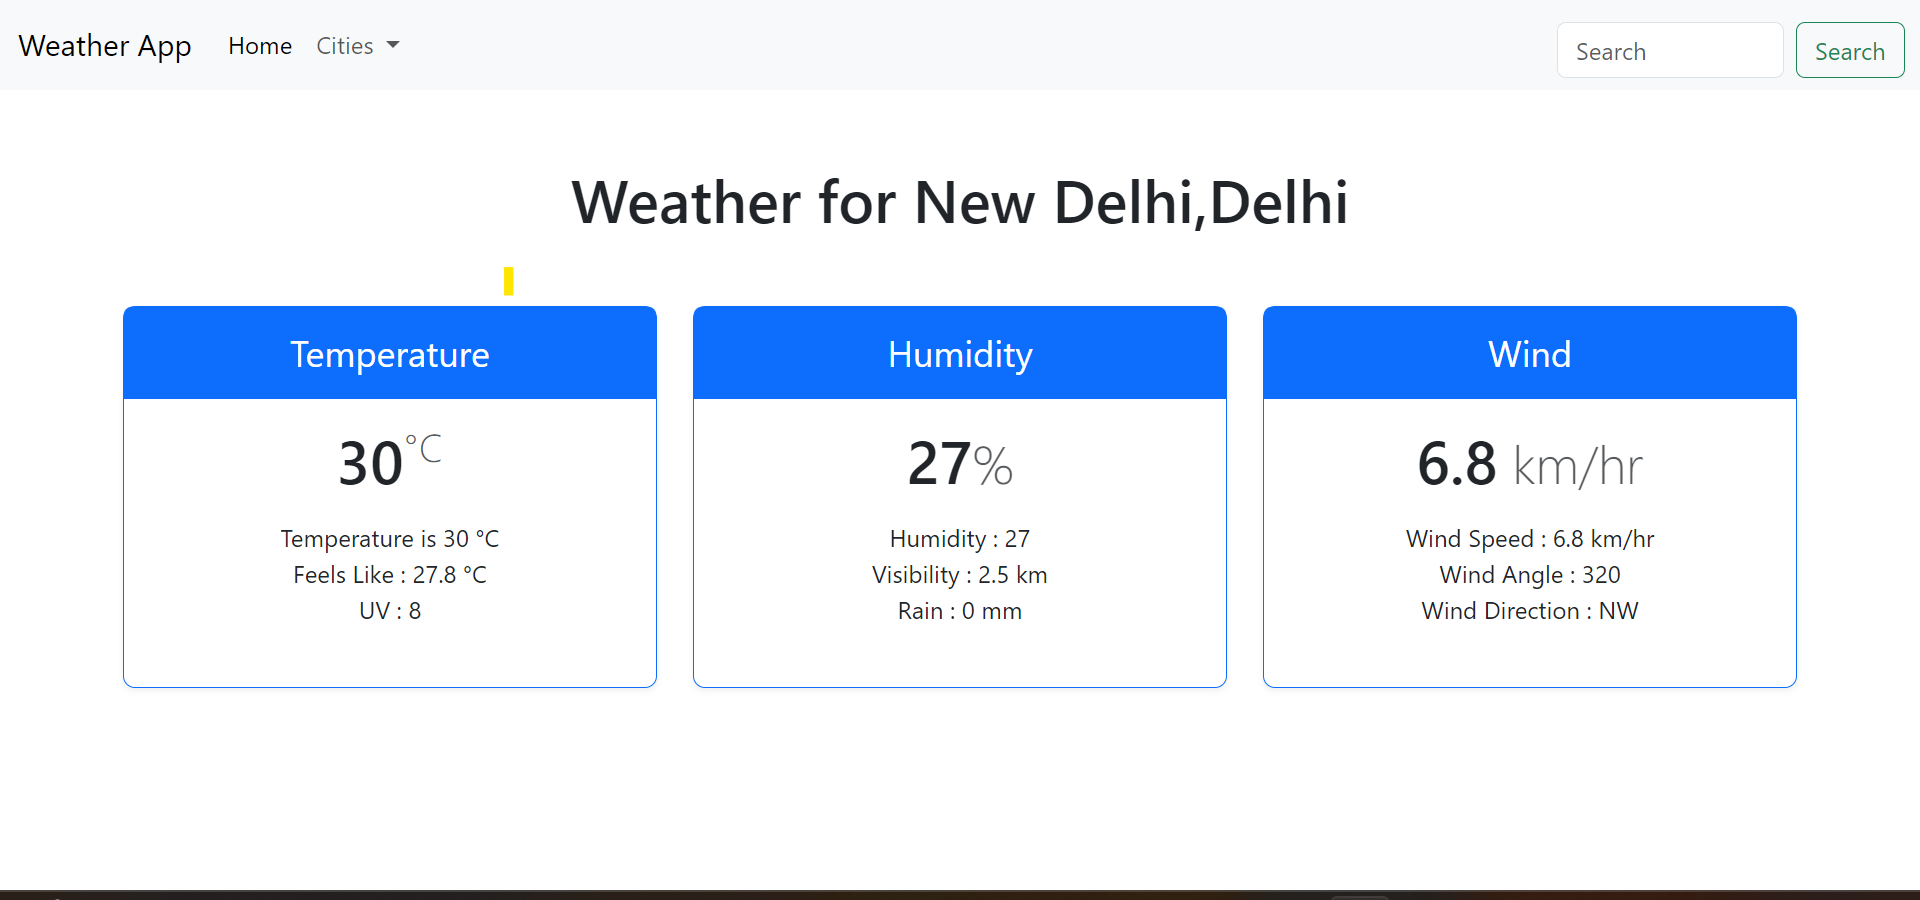 Weather App Home Cities Search Search
Weather for New Delhi,Delhi
Temperature
30°C
Temperature is 30 °C
Feels Like : 27.8 °C
UV : 8
Humidity
27%
Humidity : 27
Visibility : 2.5 km
Rain : 0 mm
Wind
6.8 km/hr
Wind Speed : 6.8 km/hr
Wind Angle : 320
Wind Direction : NW